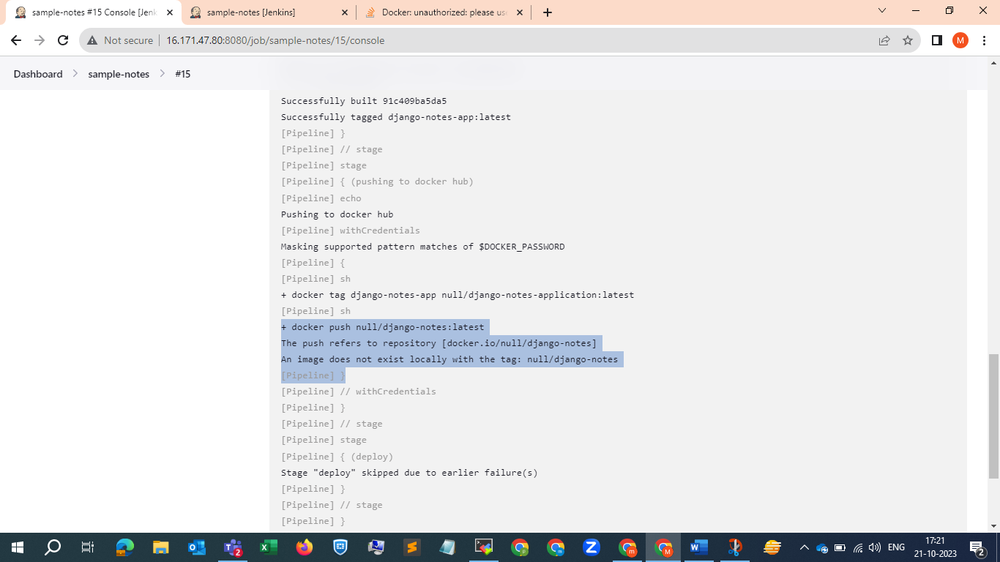 sample-notes #15 Console [Jenk
sample-notes [Jenkins]
Docker: unauthorized: please us
Not secure
16.171.47.80:8080/job/sample-notes/15/console
M
Dashboard
sample-notes
#15
Successfully built 91c409ba5da5
Successfully tagged django-notes-app:latest
[Pipeline] }
[Pipeline] // stage
[Pipeline] stage
[Pipeline] { (pushing to docker hub)
[Pipeline] echo
Pushing to docker hub
[Pipeline] withCredentials
Masking supported pattern matches of $DOCKER_PASSWORD
[Pipeline] {
[Pipeline] sh
+ docker tag django-notes-app null/django-notes-application:latest
[Pipeline] sh
+ docker push null/django-notes:latest
The push refers to repository [docker.io/null/django-notes]
An image does not exist locally with the tag: null/django-notes
[Pipeline] }
[Pipeline] // withCredentials
[Pipeline] }
[Pipeline] // stage
[Pipeline] stage
[Pipeline] { (deploy)
Stage "deploy" skipped due to earlier failure(s)
[Pipeline] }
[Pipeline] // stage
[Pipeline] }
ENG
17:21
21-10-2023
2